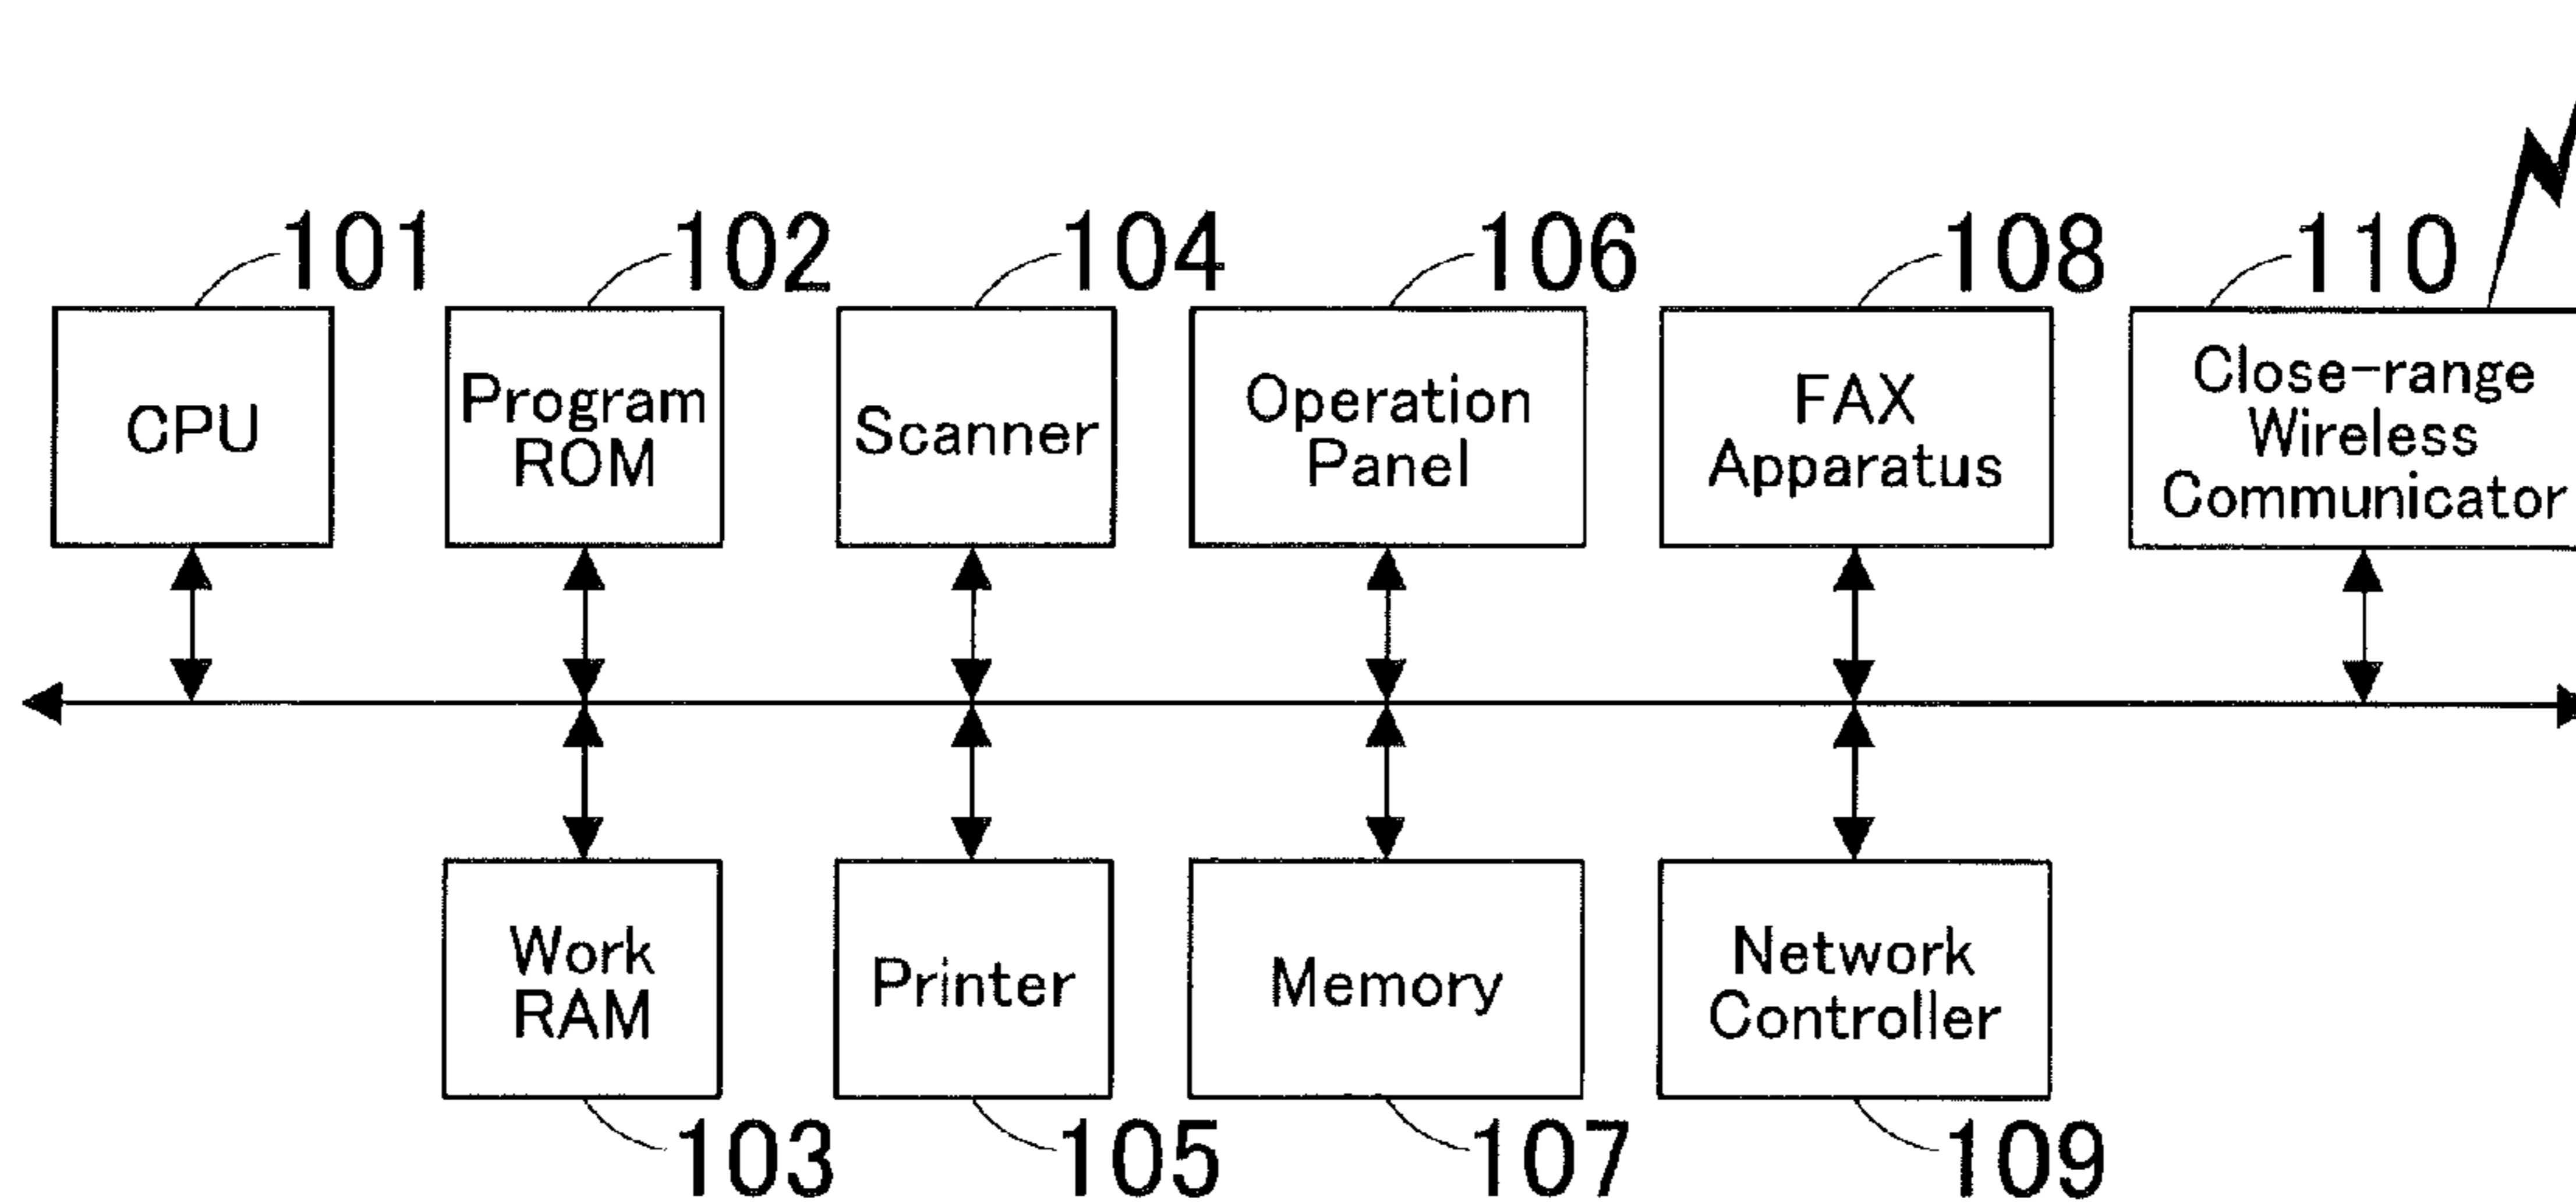 101
102
104
106
108
110
CPU
Program
ROM
Scanner
Operation
Panel
FAX
Apparatus
Close-range
Wireless
Communicator
Work
RAM
Printer
Memory
Network
Controller
103
105
107
109